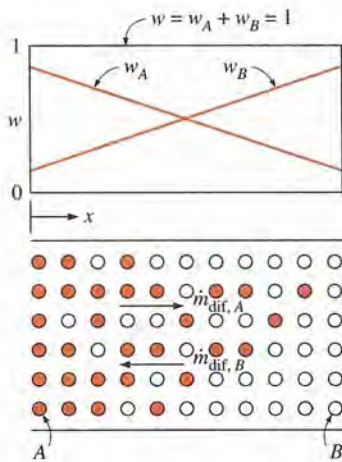 w = w_A + w_B = 1
1
w_A
w_B
w
0
x
ṁ_dif, A
ṁ_dif, B
A
B